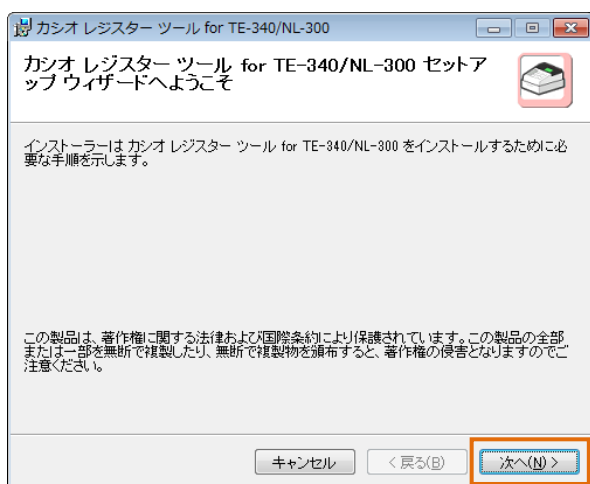 カシオ レジスター ツール for TE-340/NL-300
カシオ レジスター ツール for TE-340/NL-300 セットア
ップ ウィザードへようこそ
インストーラーは カシオ レジスター ツール for TE-340/NL-300 をインストールするために必
要な手順を示します。
この製品は、著作権に関する法律および国際条約により保護されています。この製品の全部
または一部を無断で複製したり、無断で複製物を頒布すると、著作権の侵害となりますのでご
注意ください。
キャンセル
< 戻る(B)
次へ(N) >